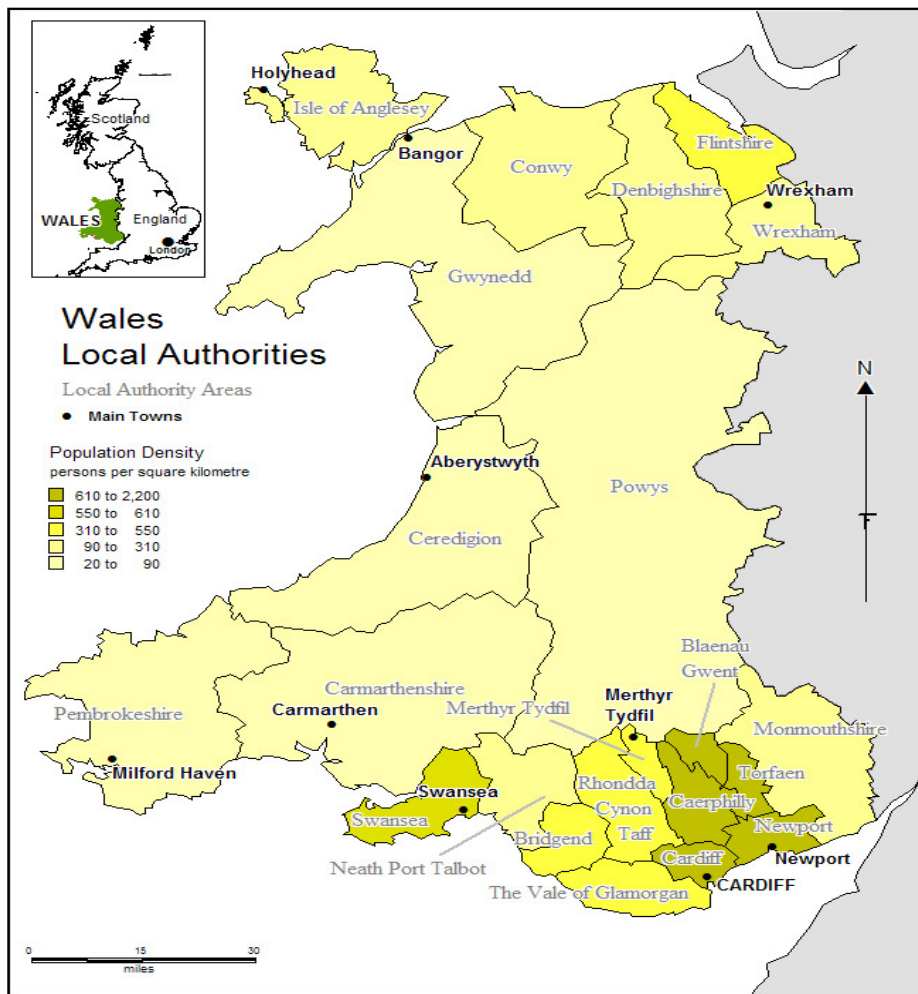 Scotland
WALES
England
London
Wales
Local Authorities
Local Authority Areas
Main Towns
Population Density
persons per square kilometre
610 to 2,200
550 to 610
310 to 550
90 to 310
20 to 90
Holyhead
Isle of Anglesey
Bangor
Conwy
Denbighshire
Flintshire
Wrexham
Wrexham
Gwynedd
N
Aberystwyth
Powys
Ceredigion
Blaenau
Gwent
Carmarthenshire
Merthyr Tydfil
Merthyr
Tydfil
Monmouthshire
Pembrokeshire
Carmarthen
Milford Haven
Swansea
Swansea
Rhondda
Cynon
Taff
Torfaen
Caerphilly
Newport
Newport
Bridgend
Neath Port Talbot
Cardiff
CARDIFF
The Vale of Glamorgan
0 15 30
miles